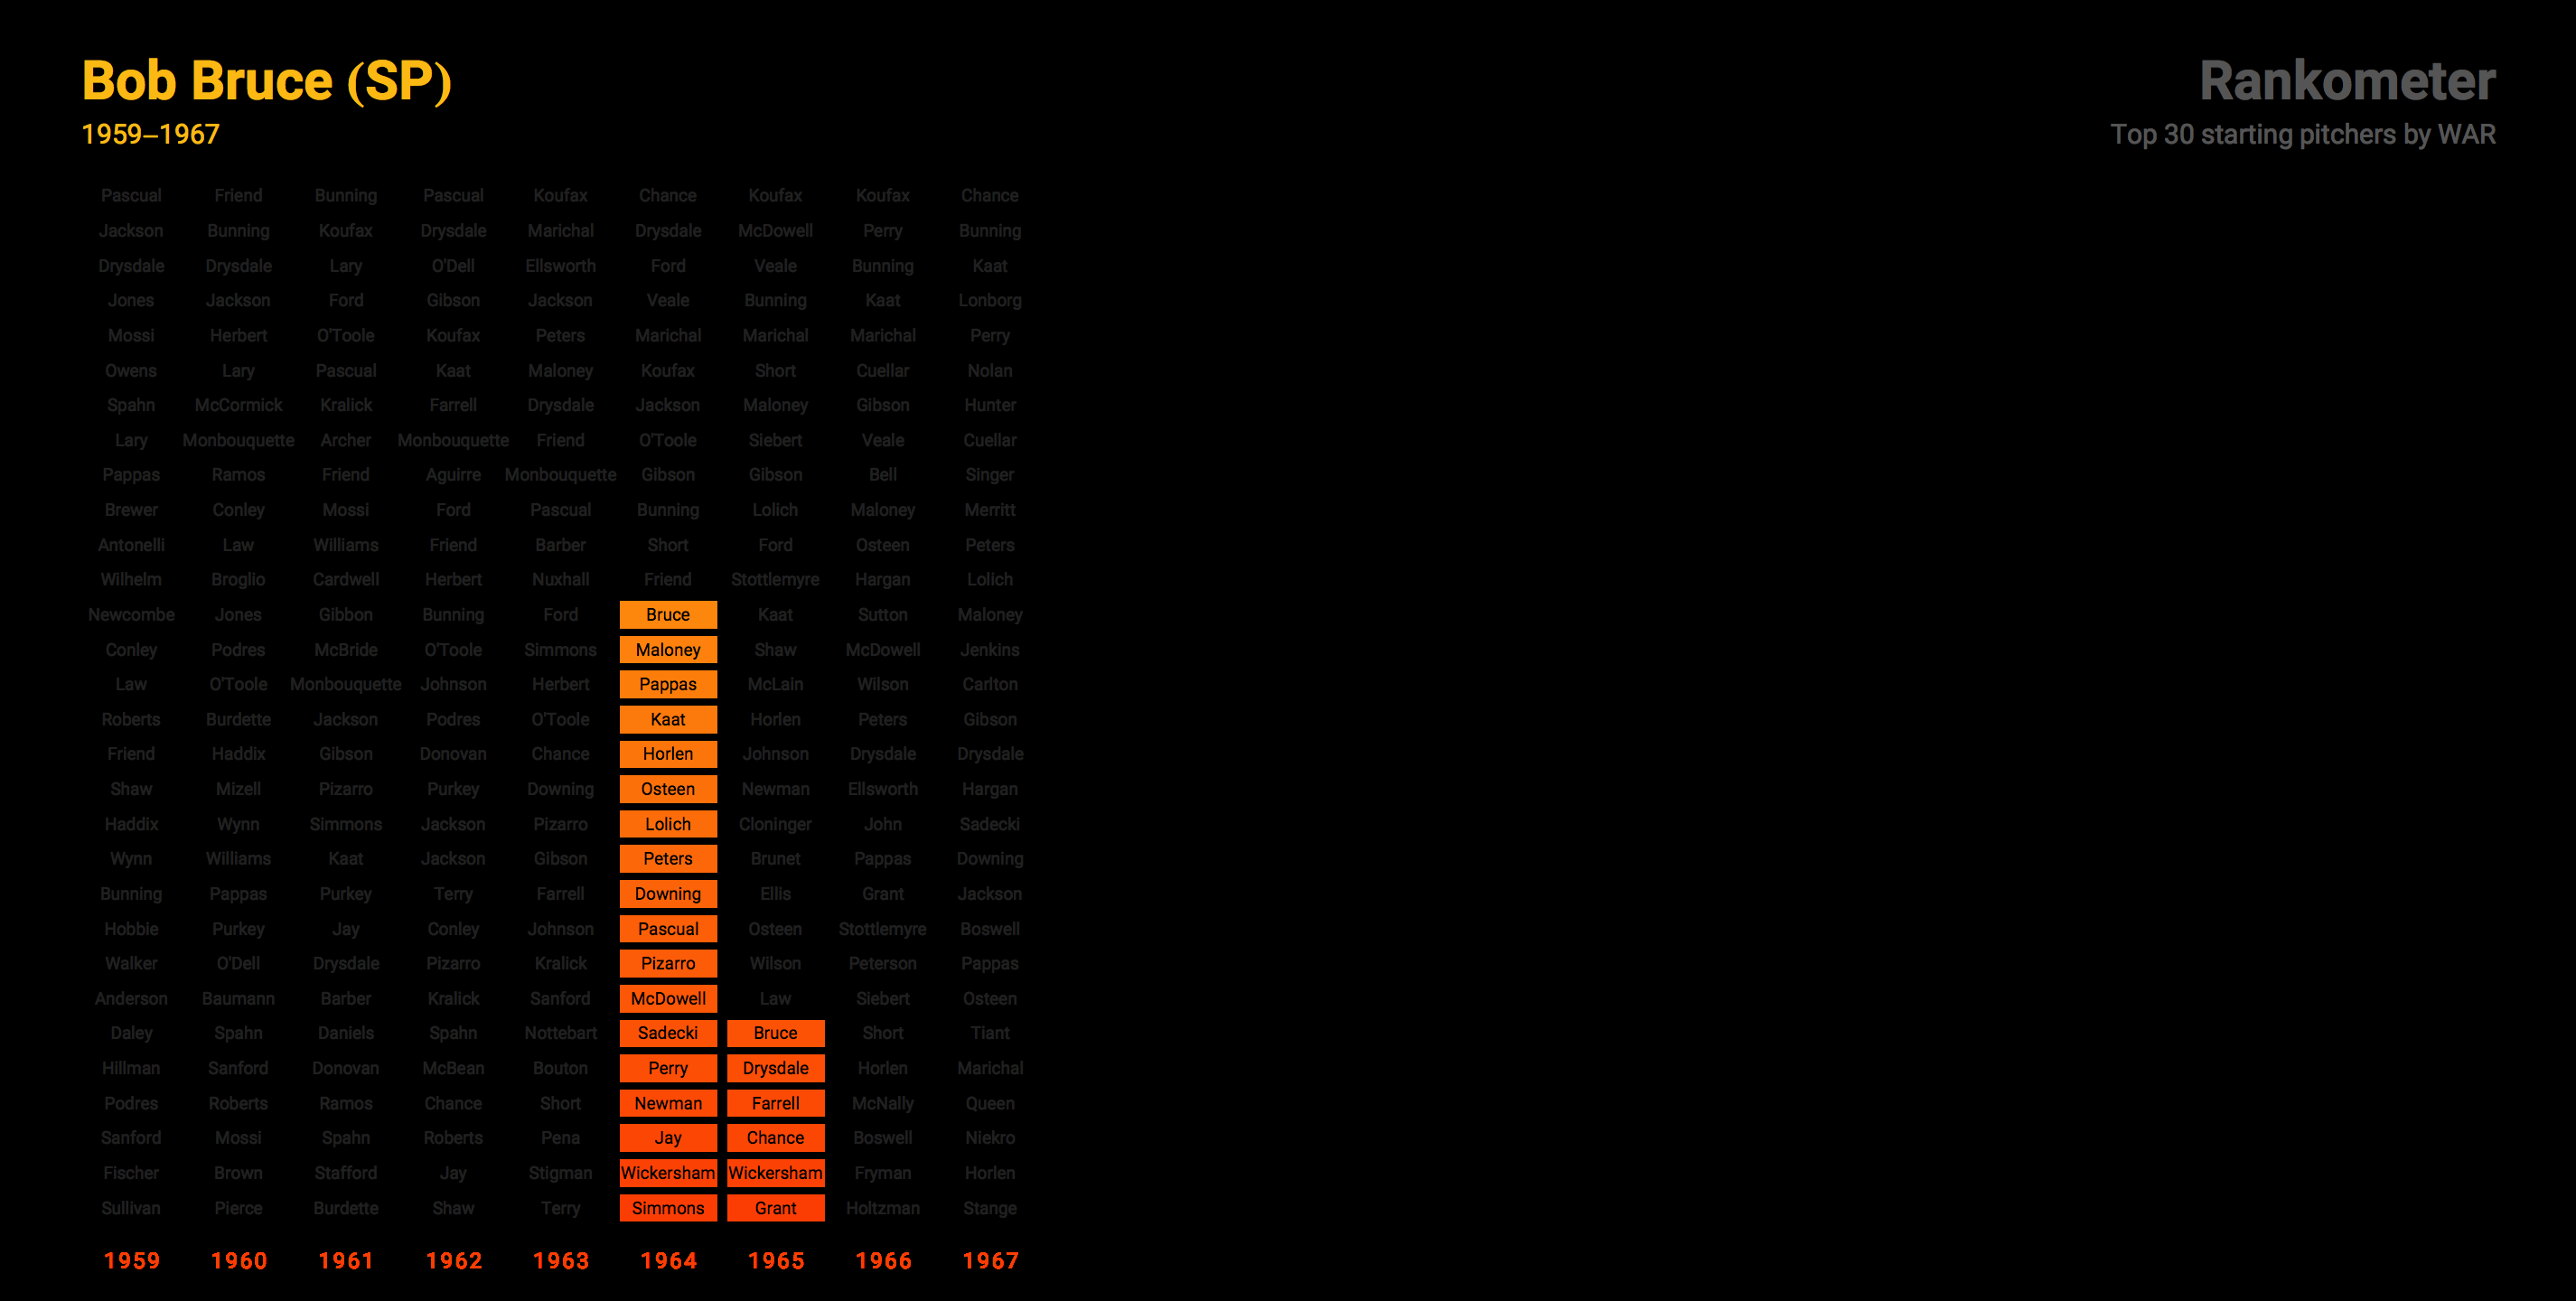 Bob Bruce (SP)
1959–1967
Rankometer
Top 30 starting pitchers by WAR
Pascual Friend Bunning Pascual Koufax Chance Koufax Koufax Chance
Jackson Bunning Koufax Drysdale Marichal Drysdale McDowell Perry Bunning
Drysdale Drysdale Lary O'Dell Ellsworth Ford Veale Bunning Kaat
Jones Jackson Ford Gibson Jackson Veale Bunning Kaat Lonborg
Mossi Herbert O'Toole Koufax Peters Marichal Marichal Marichal Perry
Owens Lary Pascual Kaat Maloney Koufax Short Cuellar Nolan
Spahn McCormick Kralick Farrell Drysdale Jackson Maloney Gibson Hunter
Lary Monbouquette Archer Monbouquette Friend O'Toole Siebert Veale Cuellar
Pappas Ramos Friend Aguirre Monbouquette Gibson Gibson Bell Singer
Brewer Conley Mossi Ford Pascual Bunning Lolich Maloney Merritt
Antonelli Law Williams Friend Barber Short Ford Osteen Peters
Wilhelm Broglio Cardwell Herbert Nuxhall Friend Stottlemyre Hargan Lolich
Newcombe Jones Gibbon Bunning Ford Bruce Kaat Sutton Maloney
Conley Podres McBride O'Toole Simmons Maloney Shaw McDowell Jenkins
Law O'Toole Monbouquette Johnson Herbert Pappas McLain Wilson Carlton
Roberts Burdette Jackson Podres O'Toole Kaat Horlen Peters Gibson
Friend Haddix Gibson Donovan Chance Horlen Johnson Drysdale Drysdale
Shaw Mizell Pizarro Purkey Downing Osteen Newman Ellsworth Hargan
Haddix Wynn Simmons Jackson Pizarro Lolich Cloninger John Sadecki
Wynn Williams Kaat Jackson Gibson Peters Brunet Pappas Downing
Bunning Pappas Purkey Terry Farrell Downing Ellis Grant Jackson
Hobbie Purkey Jay Conley Johnson Pascual Osteen Stottlemyre Boswell
Walker O'Dell Drysdale Pizarro Kralick Pizarro Wilson Peterson Pappas
Anderson Baumann Barber Kralick Sanford McDowell Law Siebert Osteen
Daley Spahn Daniels Spahn Nottebart Sadecki Bruce Short Tiant
Hillman Sanford Donovan McBean Bouton Perry Drysdale Horlen Marichal
Podres Roberts Ramos Chance Short Newman Farrell McNally Queen
Sanford Mossi Spahn Roberts Pena Jay Chance Boswell Niekro
Fischer Brown Stafford Jay Stigman Wickersham Wickersham Fryman Horlen
Sullivan Pierce Burdette Shaw Terry Simmons Grant Holtzman Stange
1959 1960 1961 1962 1963 1964 1965 1966 1967